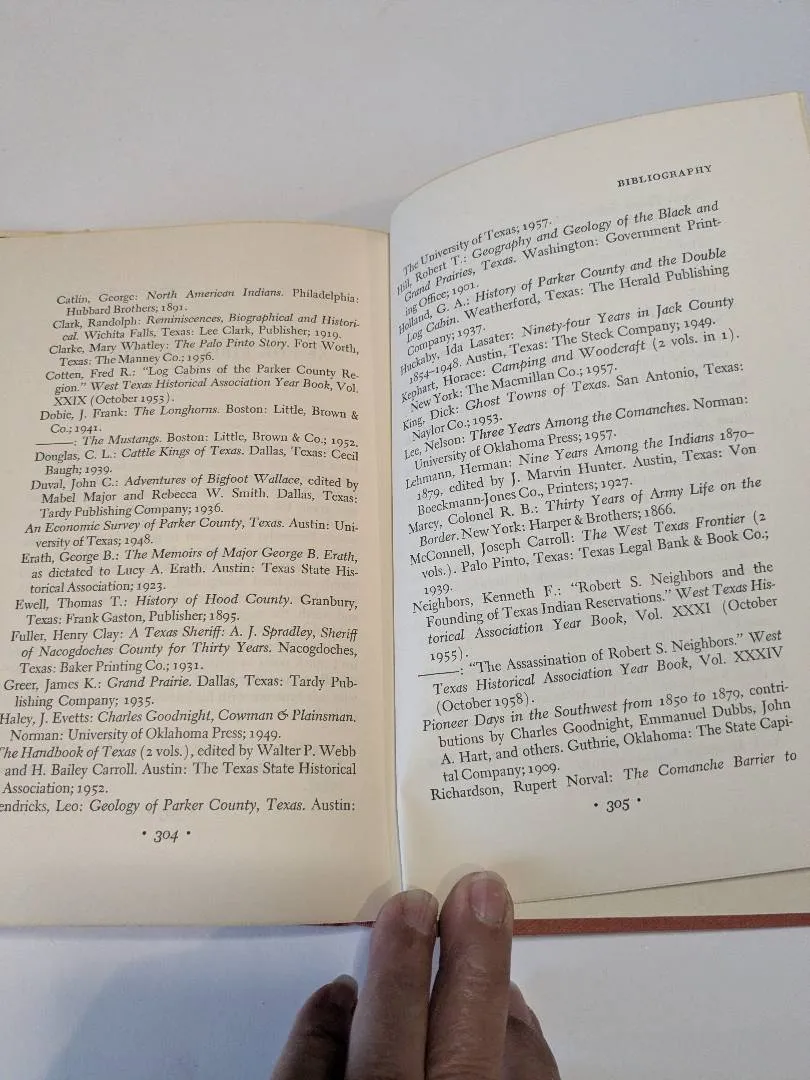 Catlin, George: North American Indians. Philadelphia:
Hubbard Brothers; 1891.
Clark, Randolph: Reminiscences, Biographical and Histori-
cal. Wichita Falls, Texas: Lee Clark, Publisher; 1919.
Clarke, Mary Whatley: The Palo Pinto Story. Fort Worth,
Texas: The Manney Co.; 1956.
Cotten, Fred R.: "Log Cabins of the Parker County Re-
gion." West Texas Historical Association Year Book, Vol.
XXIX (October 1953).
Dobie, J. Frank: The Longhorns. Boston: Little, Brown &
Co.; 1941.
———: The Mustangs. Boston: Little, Brown & Co.; 1952.
Douglas, C. L.: Cattle Kings of Texas. Dallas, Texas: Cecil
Baugh; 1939.
Duval, John C.: Adventures of Bigfoot Wallace, edited by
Mabel Major and Rebecca W. Smith. Dallas, Texas:
Tardy Publishing Company; 1936.
An Economic Survey of Parker County, Texas. Austin: Uni-
versity of Texas; 1948.
Erath, George B.: The Memoirs of Major George B. Erath,
as dictated to Lucy A. Erath. Austin: Texas State His-
torical Association; 1923.
Ewell, Thomas T.: History of Hood County. Granbury,
Texas: Frank Gaston, Publisher; 1895.
Fuller, Henry Clay: A Texas Sheriff: A. J. Spradley, Sheriff
of Nacogdoches County for Thirty Years. Nacogdoches,
Texas: Baker Printing Co.; 1931.
Greer, James K.: Grand Prairie. Dallas, Texas: Tardy Pub-
lishing Company; 1935.
Haley, J. Evetts: Charles Goodnight, Cowman & Plainsman.
Norman: University of Oklahoma Press; 1949.
The Handbook of Texas (2 vols.), edited by Walter P. Webb
and H. Bailey Carroll. Austin: The Texas State Historical
Association; 1952.
endricks, Leo: Geology of Parker County, Texas. Austin:
• 304 •
BIBLIOGRAPHY
The University of Texas; 1957.
Hill, Robert T.: Geography and Geology of the Black and
Grand Prairies, Texas. Washington: Government Print-
ing Office; 1901.
Holland, G. A.: History of Parker County and the Double
Log Cabin. Weatherford, Texas: The Herald Publishing
Company; 1937.
Huckaby, Ida Lasater: Ninety-four Years in Jack County
1854–1948. Austin, Texas: The Steck Company; 1949.
Kephart, Horace: Camping and Woodcraft (2 vols. in 1).
New York: The Macmillan Co.; 1957.
King, Dick: Ghost Towns of Texas. San Antonio, Texas:
Naylor Co.; 1953.
Lee, Nelson: Three Years Among the Comanches. Norman:
University of Oklahoma Press; 1957.
Lehmann, Herman: Nine Years Among the Indians 1870–
1879, edited by J. Marvin Hunter. Austin, Texas: Von
Boeckmann-Jones Co., Printers; 1927.
Marcy, Colonel R. B.: Thirty Years of Army Life on the
Border. New York: Harper & Brothers; 1866.
McConnell, Joseph Carroll: The West Texas Frontier (2
vols.). Palo Pinto, Texas: Texas Legal Bank & Book Co.;
1939.
Neighbors, Kenneth F.: "Robert S. Neighbors and the
Founding of Texas Indian Reservations." West Texas His-
torical Association Year Book, Vol. XXXI (October
1955).
———: "The Assassination of Robert S. Neighbors." West
Texas Historical Association Year Book, Vol. XXXIV
(October 1958).
Pioneer Days in the Southwest from 1850 to 1879, contri-
butions by Charles Goodnight, Emmanuel Dubbs, John
A. Hart, and others. Guthrie, Oklahoma: The State Capi-
tal Company; 1909.
Richardson, Rupert Norval: The Comanche Barrier to
• 305 •